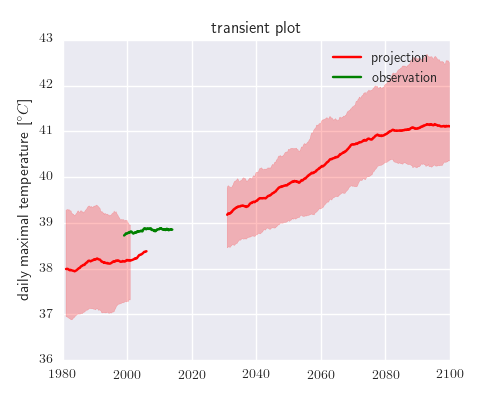 transient plot
43
42
41
40
39
38
37
36
daily maximal temperature [°C]
projection
observation
1980 2000 2020 2040 2060 2080 2100